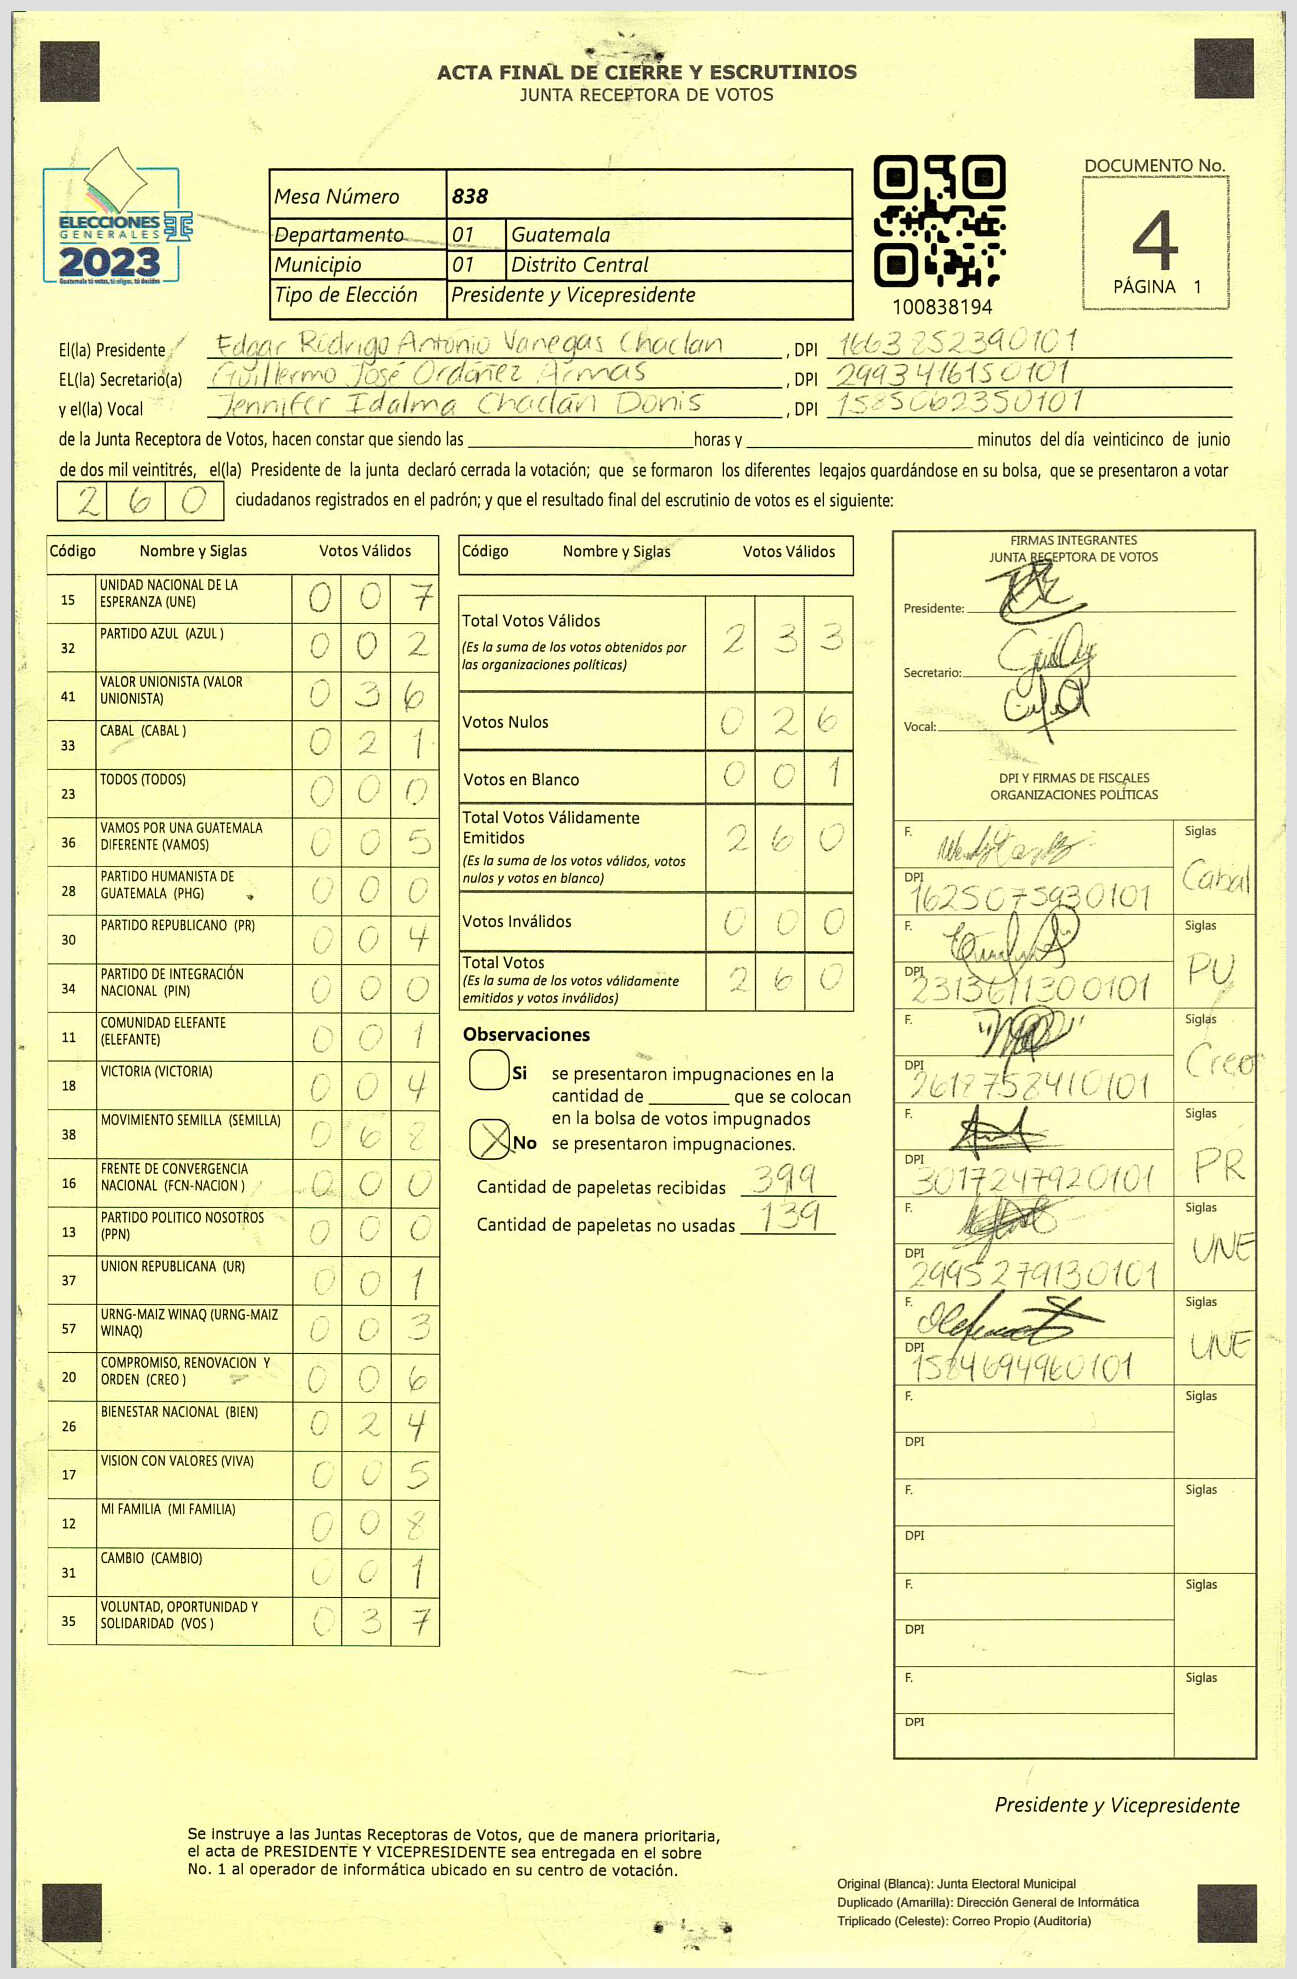 ACTA FINAL DE CIERRE Y ESCRUTINIOS
JUNTA RECEPTORA DE VOTOS
ELECCIONES
GENERALES
2023
Guatemala tú votas, tú eliges, tú decides
Mesa Número 838
Departamento 01 Guatemala
Municipio 01 Distrito Central
Tipo de Elección Presidente y Vicepresidente
100838194
DOCUMENTO No.
4
PÁGINA 1
El(la) Presidente Edgar Rodrigo Antonio Vanegas Chaclan , DPI 1663252390101
EL(la) Secretario(a) Guillermo José Ordóñez Armas , DPI 2993416150101
y el(la) Vocal Jennifer Idalma Chaclán Donis , DPI 1585062350101
de la Junta Receptora de Votos, hacen constar que siendo las horas y minutos del día veinticinco de junio
de dos mil veintitrés, el(la) Presidente de la junta declaró cerrada la votación; que se formaron los diferentes legajos guardándose en su bolsa, que se presentaron a votar
260 ciudadanos registrados en el padrón; y que el resultado final del escrutinio de votos es el siguiente:
Código Nombre y Siglas Votos Válidos
15 UNIDAD NACIONAL DE LA ESPERANZA (UNE) 0 0 7
32 PARTIDO AZUL (AZUL ) 0 0 2
41 VALOR UNIONISTA (VALOR UNIONISTA) 0 3 6
33 CABAL (CABAL ) 0 2 1
23 TODOS (TODOS) 0 0 0
36 VAMOS POR UNA GUATEMALA DIFERENTE (VAMOS) 0 0 5
28 PARTIDO HUMANISTA DE GUATEMALA (PHG) 0 0 0
30 PARTIDO REPUBLICANO (PR) 0 0 4
34 PARTIDO DE INTEGRACIÓN NACIONAL (PIN) 0 0 0
11 COMUNIDAD ELEFANTE (ELEFANTE) 0 0 1
18 VICTORIA (VICTORIA) 0 0 4
38 MOVIMIENTO SEMILLA (SEMILLA) 0 6 8
16 FRENTE DE CONVERGENCIA NACIONAL (FCN-NACION ) 0 0 0
13 PARTIDO POLITICO NOSOTROS (PPN) 0 0 0
37 UNION REPUBLICANA (UR) 0 0 1
57 URNG-MAIZ WINAQ (URNG-MAIZ WINAQ) 0 0 3
20 COMPROMISO, RENOVACION Y ORDEN (CREO ) 0 0 6
26 BIENESTAR NACIONAL (BIEN) 0 2 4
17 VISION CON VALORES (VIVA) 0 0 5
12 MI FAMILIA (MI FAMILIA) 0 0 8
31 CAMBIO (CAMBIO) 0 0 1
35 VOLUNTAD, OPORTUNIDAD Y SOLIDARIDAD (VOS ) 0 3 7
Código Nombre y Siglas Votos Válidos
Total Votos Válidos 2 3 3
(Es la suma de los votos obtenidos por
las organizaciones políticas)
Votos Nulos 0 2 6
Votos en Blanco 0 0 1
Total Votos Válidamente
Emitidos 2 6 0
(Es la suma de los votos válidos, votos
nulos y votos en blanco)
Votos Inválidos 0 0 0
Total Votos 2 6 0
(Es la suma de los votos válidamente
emitidos y votos inválidos)
Observaciones
Si se presentaron impugnaciones en la
cantidad de que se colocan
en la bolsa de votos impugnados
X No se presentaron impugnaciones.
Cantidad de papeletas recibidas 399
Cantidad de papeletas no usadas 139
FIRMAS INTEGRANTES
JUNTA RECEPTORA DE VOTOS
Presidente:
Secretario:
Vocal:
DPI Y FIRMAS DE FISCALES
ORGANIZACIONES POLÍTICAS
F. Siglas Cabal
DPI 1625075930101
F. Siglas PU
DPI 2313611300101
F. Siglas Creo
DPI 2618758410101
F. Siglas PR
DPI 3017247920101
F. Siglas UNE
DPI 2995279130101
F. Siglas UNE
DPI 1584694960101
F. Siglas
DPI
F. Siglas
DPI
F. Siglas
DPI
F. Siglas
DPI
Presidente y Vicepresidente
Se instruye a las Juntas Receptoras de Votos, que de manera prioritaria,
el acta de PRESIDENTE Y VICEPRESIDENTE sea entregada en el sobre
No. 1 al operador de informática ubicado en su centro de votación.
Original (Blanca): Junta Electoral Municipal
Duplicado (Amarilla): Dirección General de Informática
Triplicado (Celeste): Correo Propio (Auditoría)